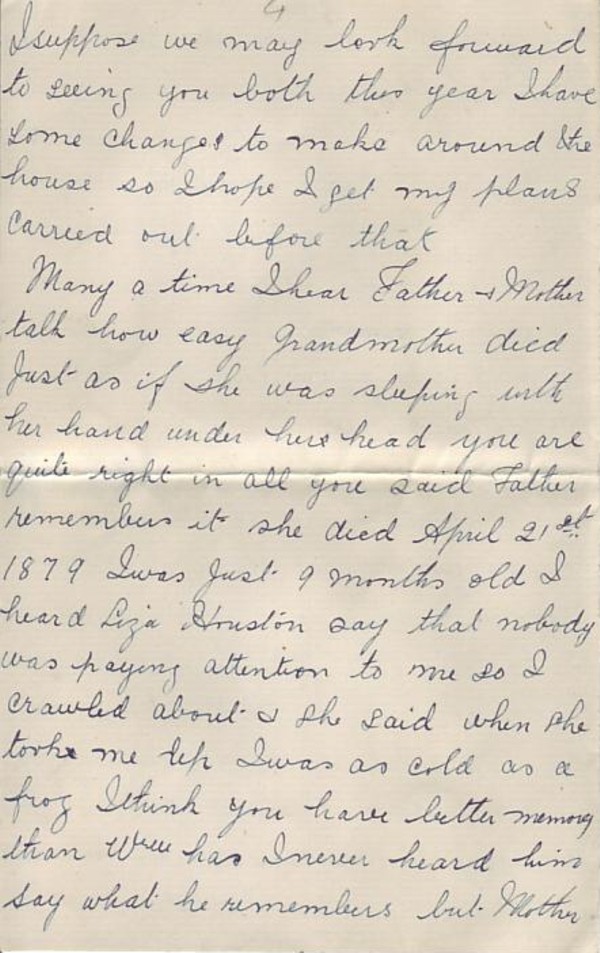 4
I suppose we may look forward
to seeing you both this year I have
some changes to make around the
house so I hope I get my plans
carried out before that
Many a time I hear Father & Mother
talk how easy Grandmother died
Just as if she was sleeping with
her hand under her head you are
quite right in all you said Father
remembers it she died April 21st
1879 I was Just 9 months old I
heard Liza Houston say that nobody
was paying attention to me so I
crawled about & she said when she
tooke me up I was as cold as a
frog I think you have better memory
than has I never heard him
say what he remembers but Mother